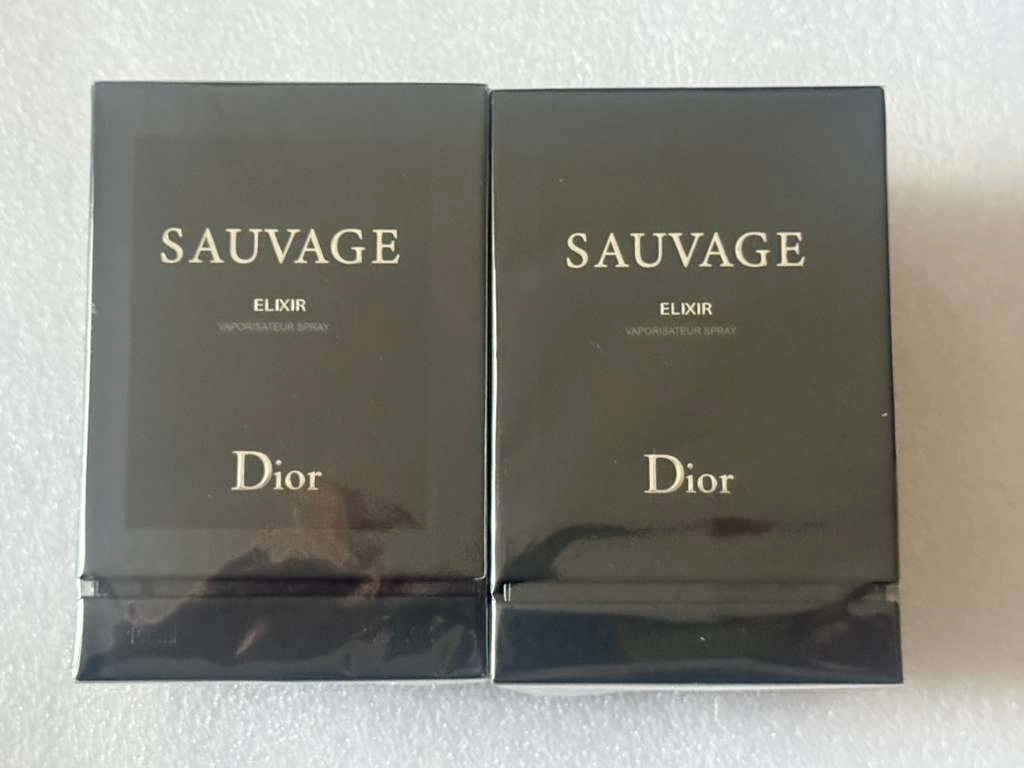 SAUVAGE
ELIXIR
VAPORISATEUR SPRAY
Dior
SAUVAGE
ELIXIR
VAPORISATEUR SPRAY
Dior